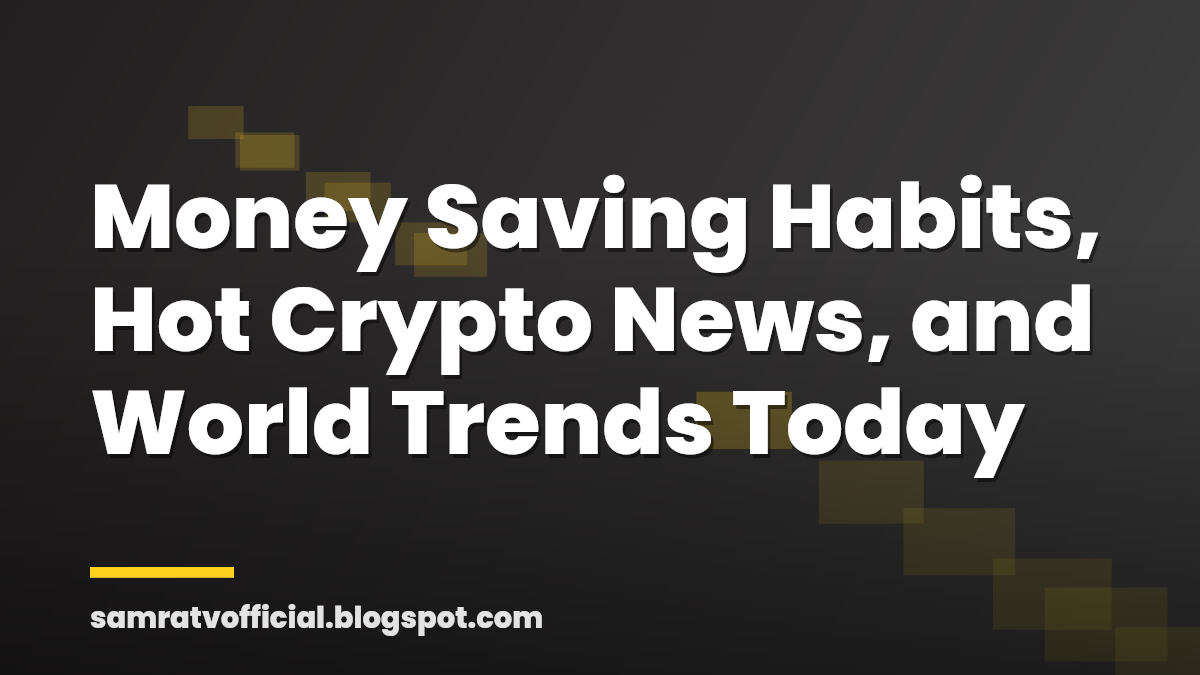 Money Saving Habits,
Hot Crypto News, and
World Trends Today
samratvofficial.blogspot.com